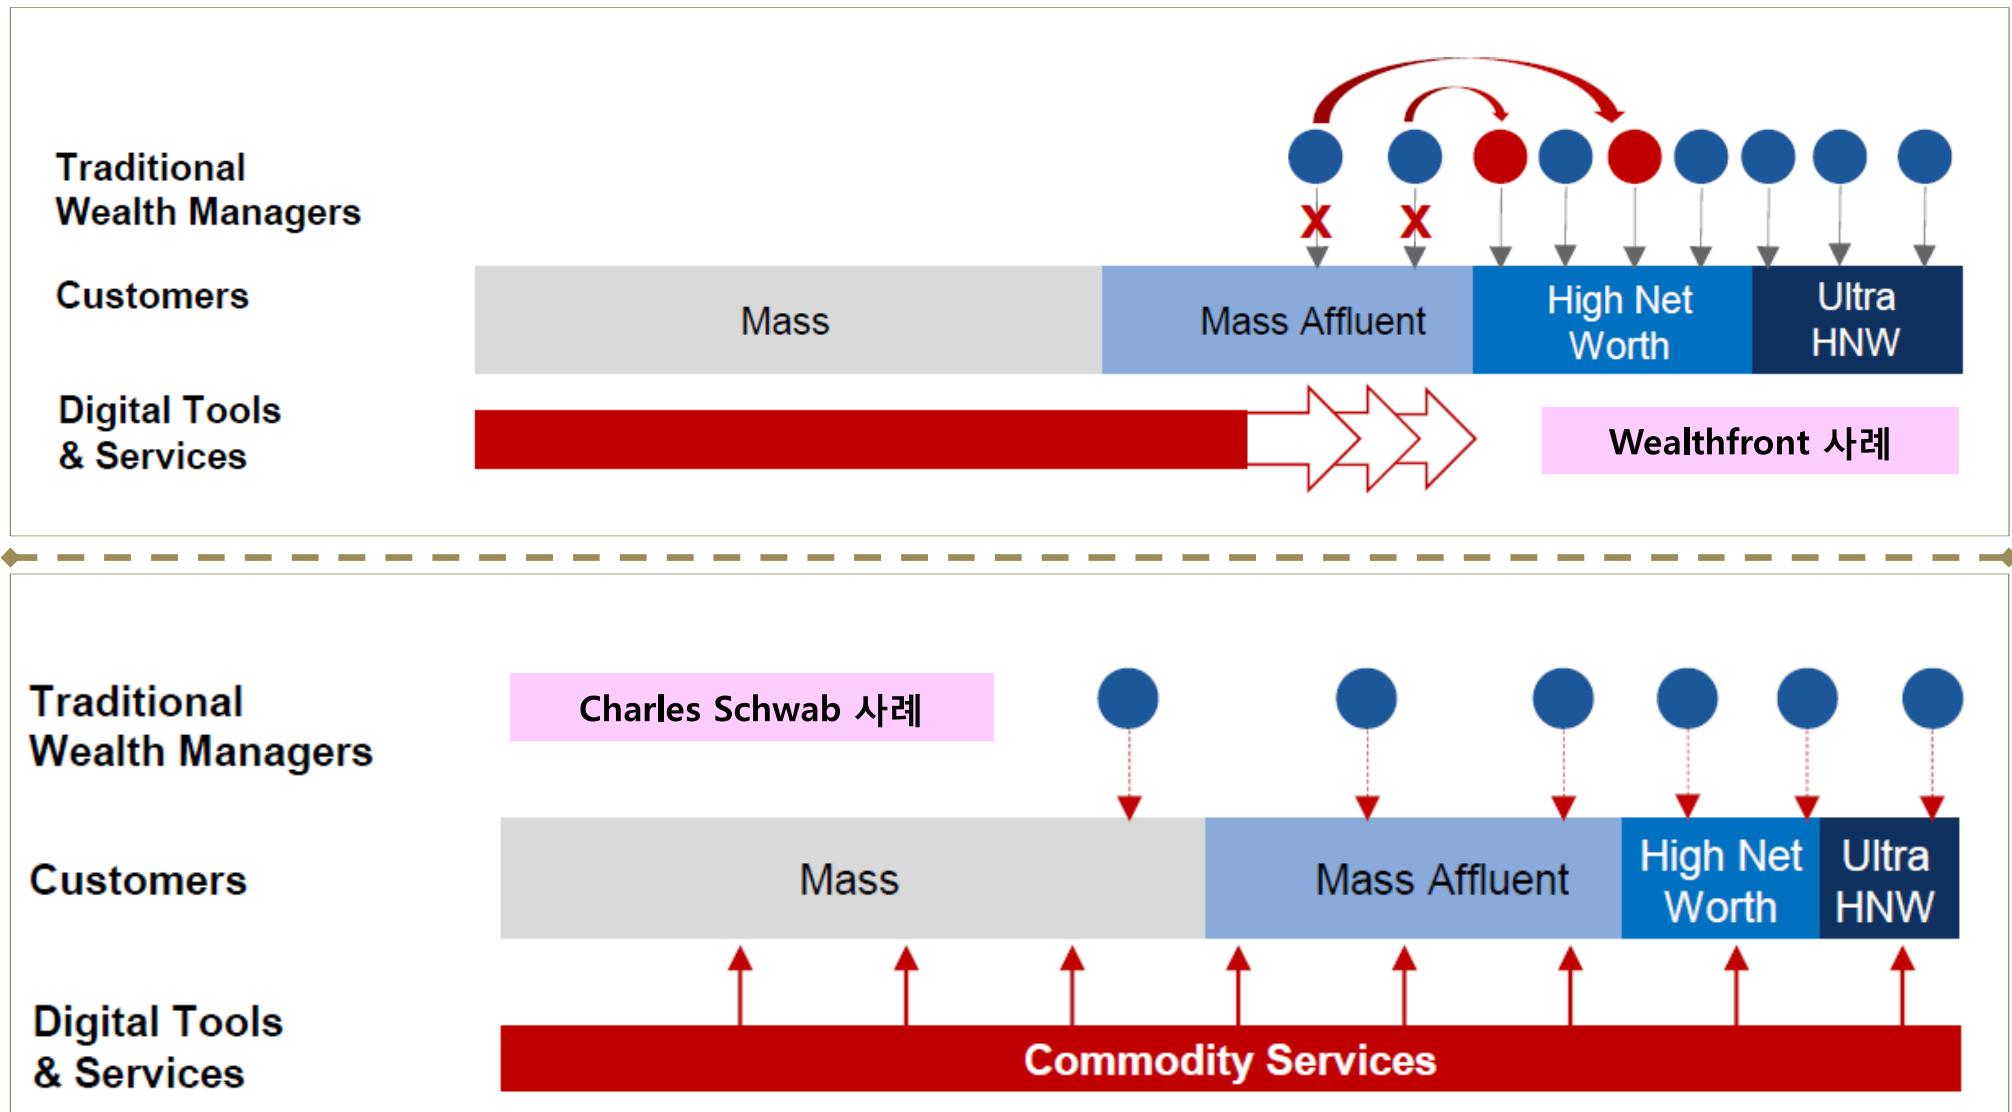 Traditional
Wealth Managers
X X
Customers
Mass
Mass Affluent
High Net
Worth
Ultra
HNW
Digital Tools
& Services
Wealthfront 사례
Traditional
Wealth Managers
Charles Schwab 사례
Customers
Mass
Mass Affluent
High Net
Worth
Ultra
HNW
Digital Tools
& Services
Commodity Services